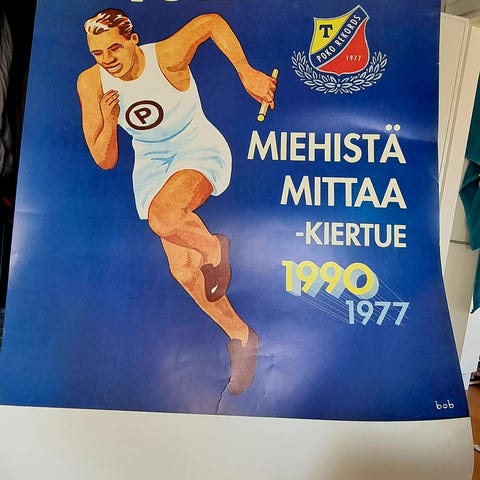 T
POKO REKORDS
1977
P
MIEHISTÄ
MITTAA
-KIERTUE
1990
1977
bob